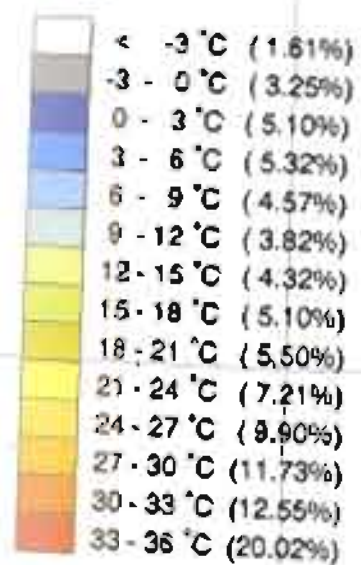 < -3 °C (1.61%)
-3 - 0 °C (3.25%)
0 - 3 °C (5.10%)
3 - 6 °C (5.32%)
6 - 9 °C (4.57%)
9 - 12 °C (3.82%)
12 - 15 °C (4.32%)
15 - 18 °C (5.10%)
18 - 21 °C (5.50%)
21 - 24 °C (7.21%)
24 - 27 °C (9.90%)
27 - 30 °C (11.73%)
30 - 33 °C (12.55%)
33 - 36 °C (20.02%)